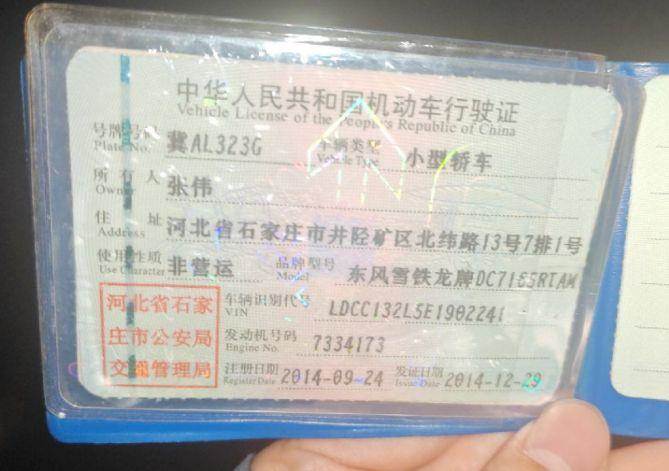 中华人民共和国机动车行驶证
Vehicle License of the People's Republic of China
号牌号码 冀AL323G 车辆类型 小型轿车
Plate No. Vehicle Type
所有人 张伟
Owner
住址 河北省石家庄市井陉矿区北纬路13号7排1号
Address
使用性质 非营运 品牌型号 东风雪铁龙牌DC7165RTAM
Use Character Model
河北省石家庄市公安局交通管理局
车辆识别代号 LDCC132L5E1902241
VIN
发动机号码 7334173
Engine No.
注册日期 2014-09-24 发证日期 2014-12-29
Register Date Issue Date